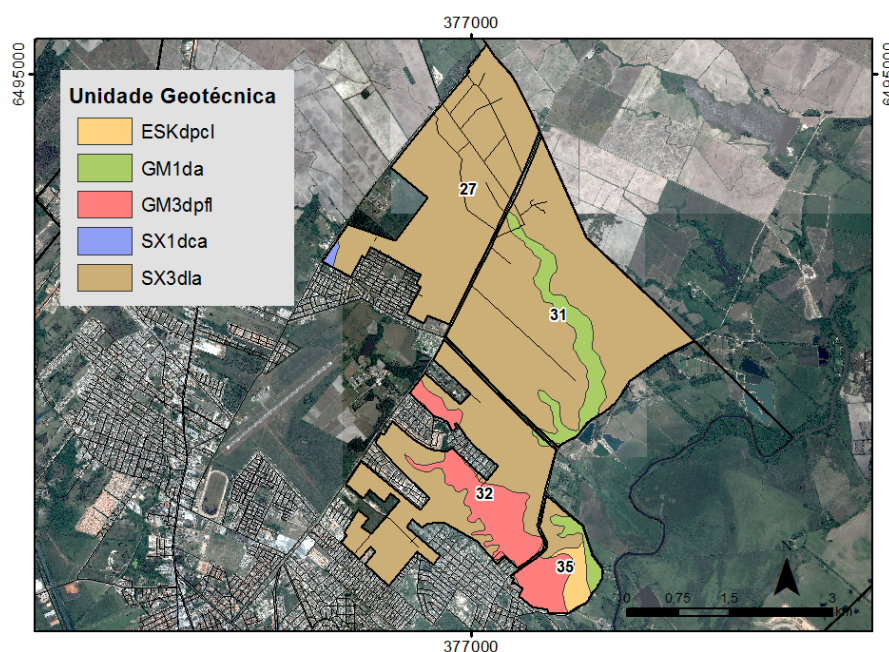 377000
6495000
6495000
Unidade Geotécnica
ESKdpcl
GM1da
GM3dpfl
SX1dca
SX3dla
27
31
32
35
N
0 0.75 1.5 3
km
377000